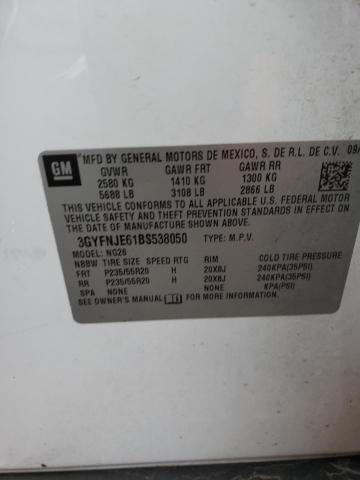 GM
MFD BY GENERAL MOTORS DE MEXICO, S. DE R.L. DE C.V. 09/
GVWR GAWR FRT GAWR RR
2580 KG 1410 KG 1300 KG
5688 LB 3108 LB 2866 LB
THIS VEHICLE CONFORMS TO ALL APPLICABLE U.S. FEDERAL MOTOR
VEHICLE SAFETY AND THEFT PREVENTION STANDARDS IN EFFECT ON
THE DATE OF MANUFACTURE SHOWN ABOVE.
3GYFNJE61BS538050 TYPE: M.P.V.
MODEL: NG26
NBBW TIRE SIZE SPEED RTG RIM COLD TIRE PRESSURE
FRT P235/55R20 H 20X8J 240KPA(35PSI)
RR P235/55R20 H 20X8J 240KPA(35PSI)
SPA NONE NONE KPA(PSI)
SEE OWNER'S MANUAL FOR ADDITIONAL INFORMATION